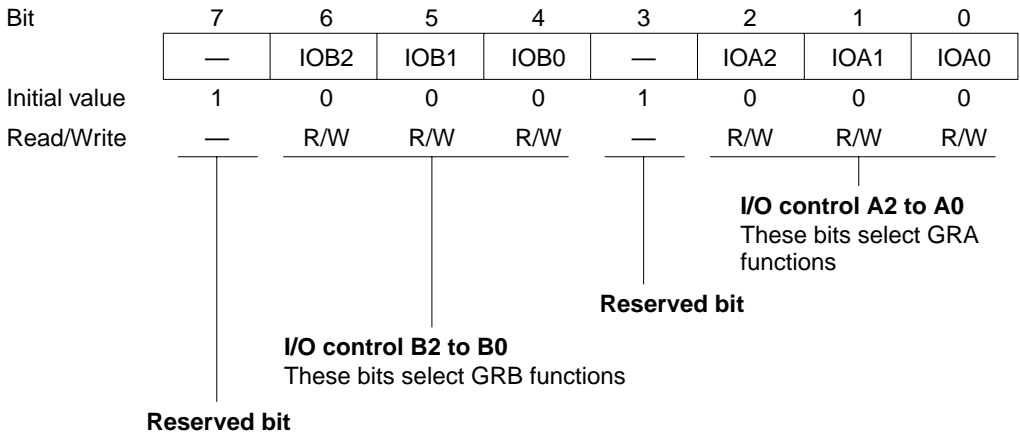 Bit 7 6 5 4 3 2 1 0
— IOB2 IOB1 IOB0 — IOA2 IOA1 IOA0
Initial value 1 0 0 0 1 0 0 0
Read/Write — R/W R/W R/W — R/W R/W R/W
I/O control A2 to A0
These bits select GRA
functions
Reserved bit
I/O control B2 to B0
These bits select GRB functions
Reserved bit